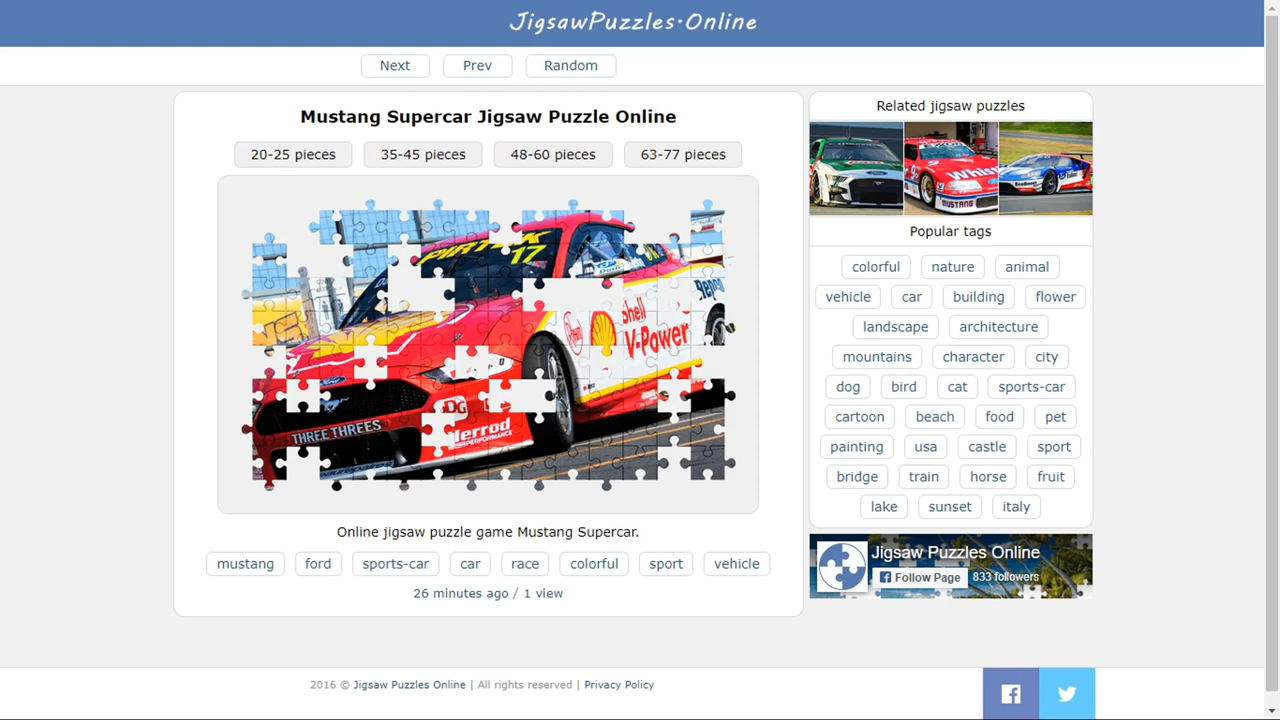 JigsawPuzzles·Online
Next Prev Random
Mustang Supercar Jigsaw Puzzle Online
20-25 pieces 35-45 pieces 48-60 pieces 63-77 pieces
PIRTEK
17
Shell
V-Power
THREE THREES
DG
Herrod
PERFORMANCE
Online jigsaw puzzle game Mustang Supercar.
mustang ford sports-car car race colorful sport vehicle
26 minutes ago / 1 view
Related jigsaw puzzles
MUSTANG
Popular tags
colorful nature animal
vehicle car building flower
landscape architecture
mountains character city
dog bird cat sports-car
cartoon beach food pet
painting usa castle sport
bridge train horse fruit
lake sunset italy
Jigsaw Puzzles Online
Follow Page 833 followers
2016 © Jigsaw Puzzles Online | All rights reserved | Privacy Policy